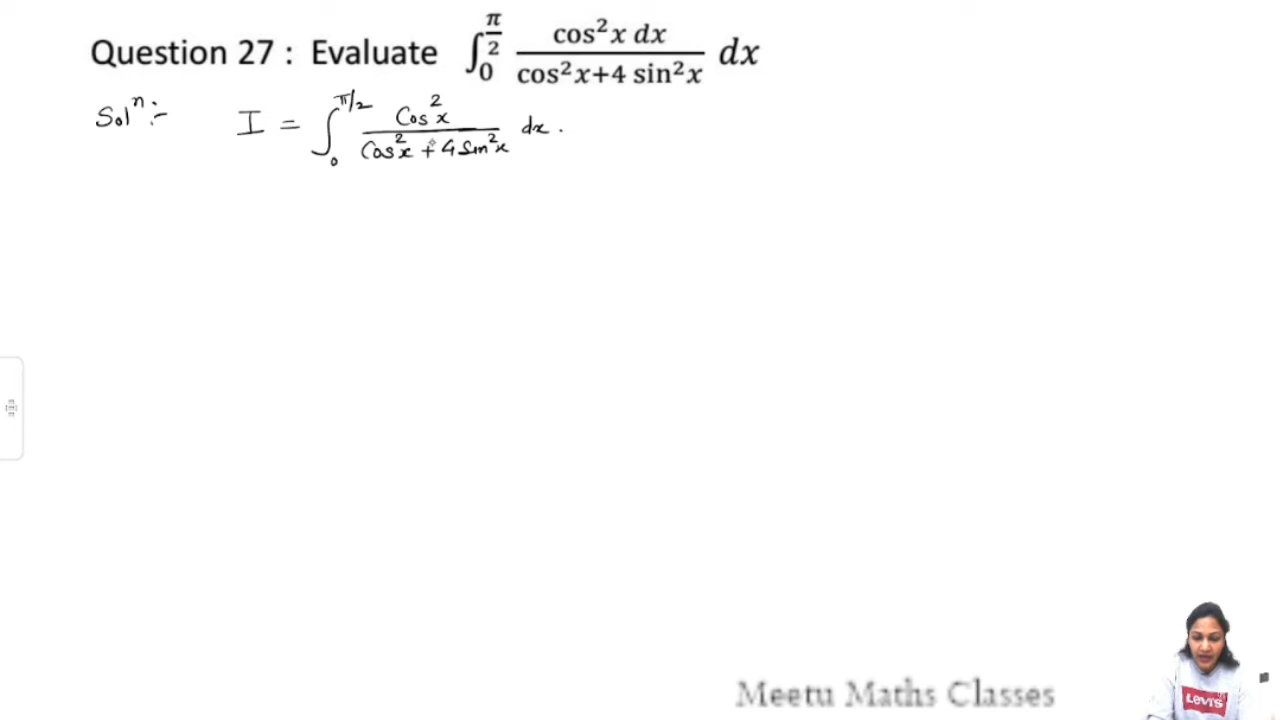 Question 27 : Evaluate ∫₀^(π/2) cos²x dx / (cos²x+4 sin²x) dx
Solⁿ :- I = ∫₀^(π/2) Cos²x / (Cos²x + 4 Sin²x) dx .
Levi's
Meetu Maths Classes